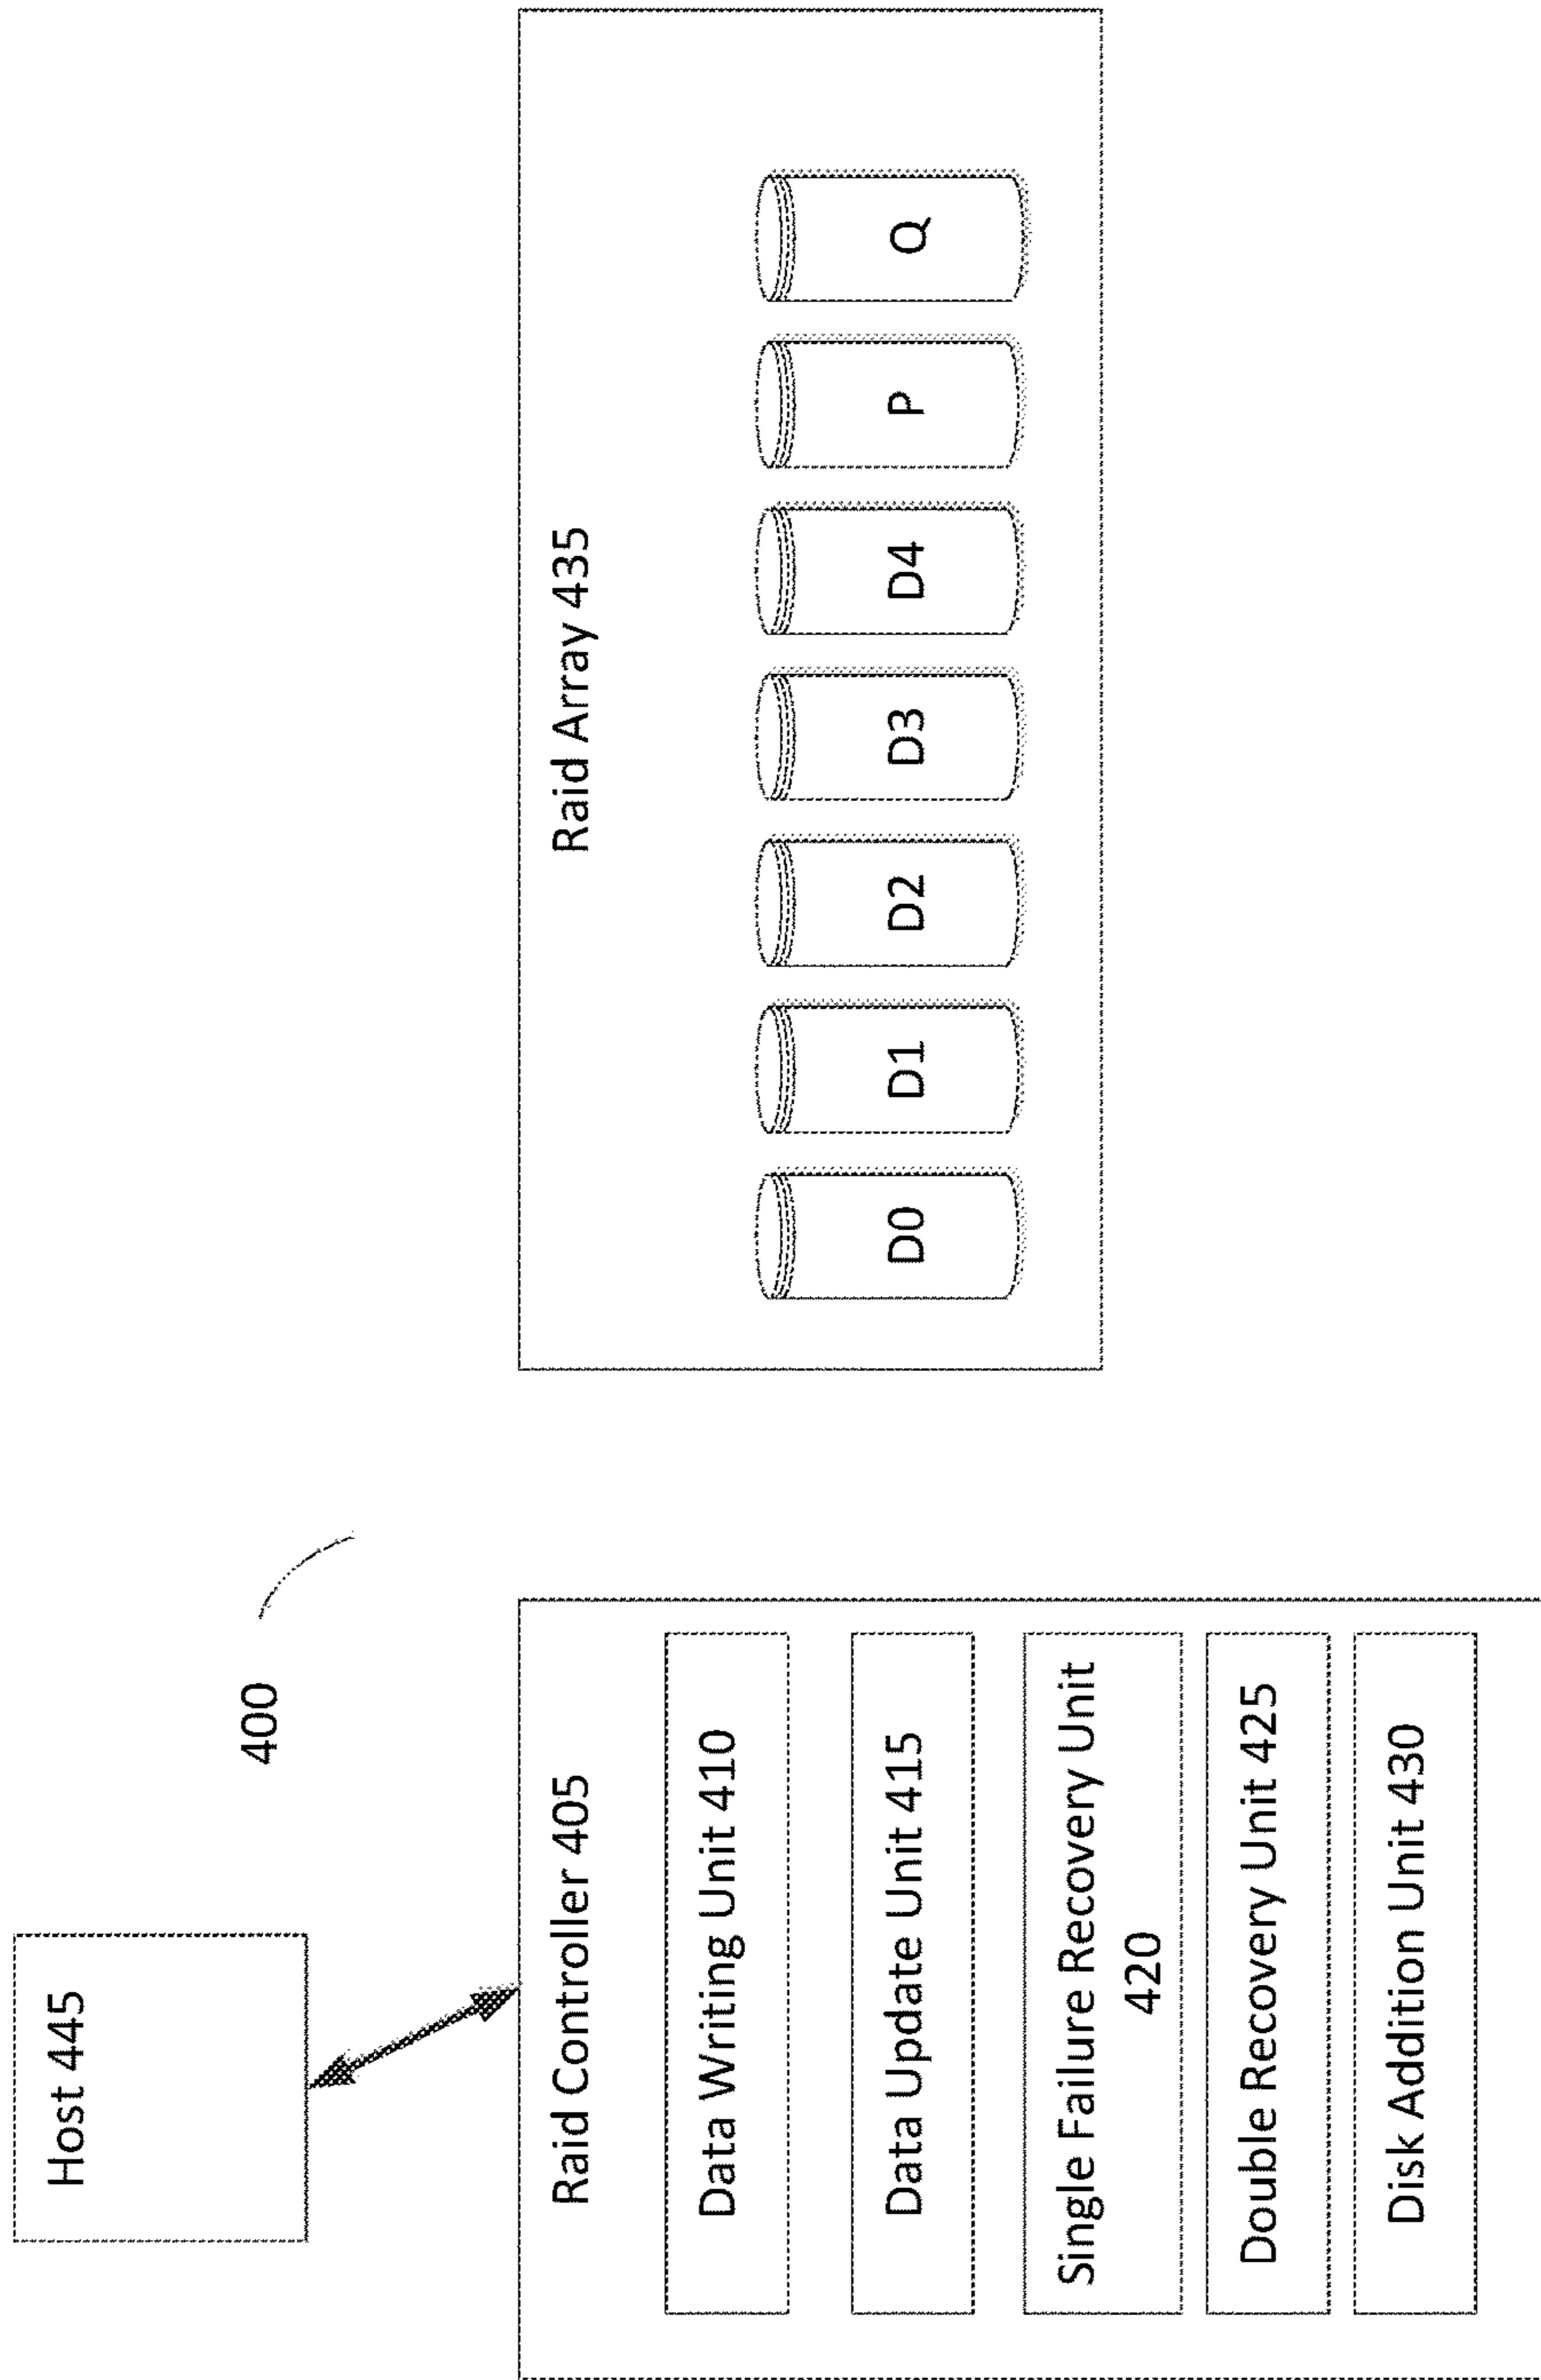 Host 445
400
Raid Controller 405
Data Writing Unit 410
Data Update Unit 415
Single Failure Recovery Unit
420
Double Recovery Unit 425
Disk Addition Unit 430
Raid Array 435
D0
D1
D2
D3
D4
P
Q